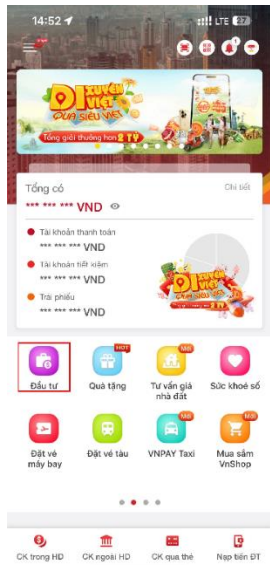 14:52
LTE 27
ĐI XUYÊN
VIỆT
QUÀ SIÊU VIỆT
Tổng giải thưởng hơn 2 TỶ
Tổng có
Chi tiết
*** *** *** VND
Tài khoản thanh toán
*** *** *** VND
Tài khoản tiết kiệm
*** *** *** VND
Trái phiếu
*** *** *** VND
ĐI XUYÊN
VIỆT
QUÀ SIÊU VIỆT
HOT
Mới
Đầu tư
Quà tặng
Tư vấn giá
nhà đất
Sức khoẻ số
Mới
Mới
Đặt vé
máy bay
Đặt vé tàu
VNPAY Taxi
Mua sắm
VnShop
CK trong HD
CK ngoài HD
CK qua thẻ
Nạp tiền ĐT